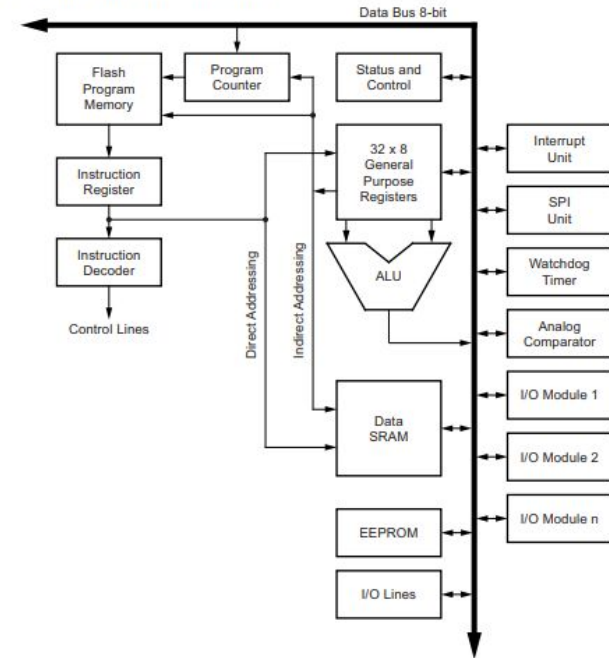 Data Bus 8-bit
Flash
Program
Memory
Program
Counter
Status and
Control
32 x 8
General
Purpose
Registers
Interrupt
Unit
Instruction
Register
SPI
Unit
Instruction
Decoder
ALU
Watchdog
Timer
Control Lines
Direct Addressing
Indirect Addressing
Analog
Comparator
Data
SRAM
I/O Module 1
I/O Module 2
EEPROM
I/O Module n
I/O Lines